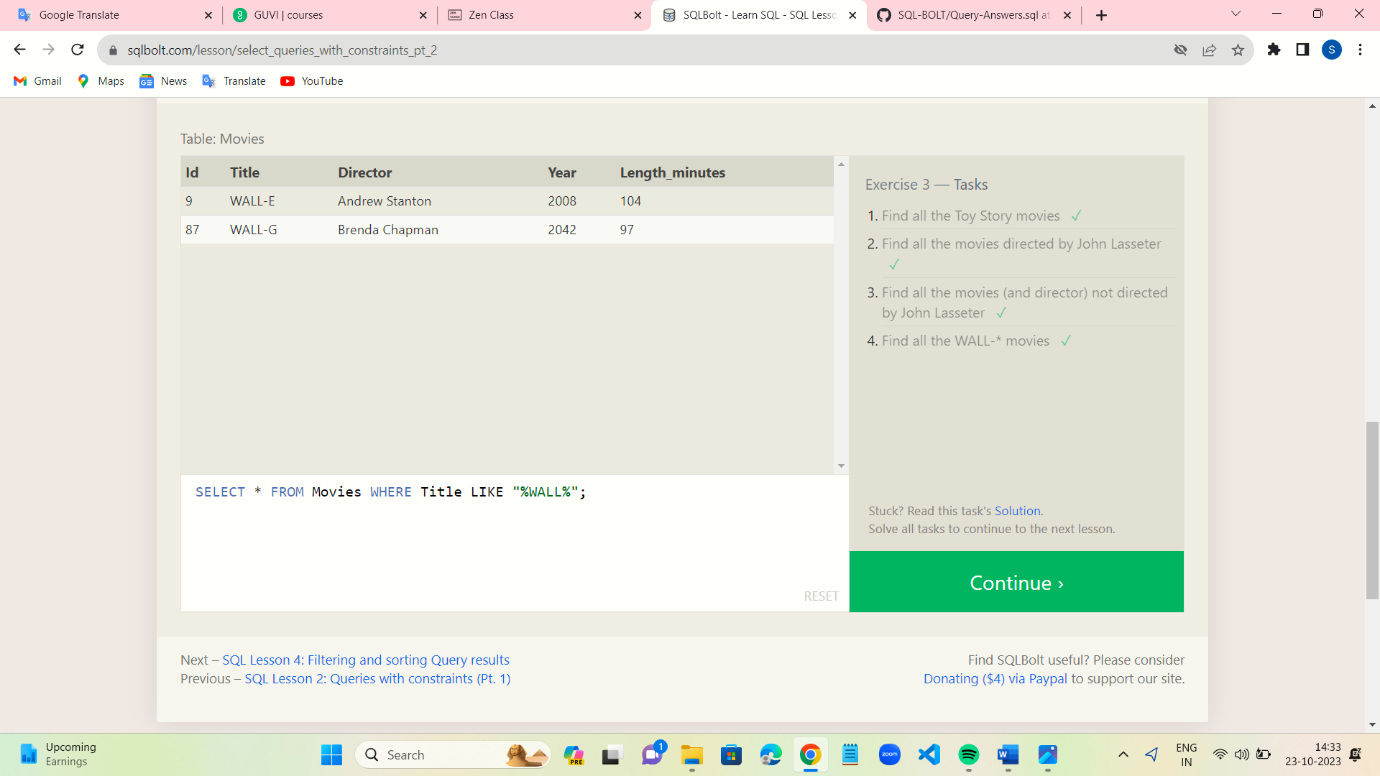 Google Translate
GUVI | courses
Zen Class
SQLBolt - Learn SQL - SQL Lesso
SQL-BOLT/Query-Answers.sql at
sqlbolt.com/lesson/select_queries_with_constraints_pt_2
S
Gmail
Maps
News
Translate
YouTube
Table: Movies
Id Title Director Year Length_minutes
9 WALL-E Andrew Stanton 2008 104
87 WALL-G Brenda Chapman 2042 97
SELECT * FROM Movies WHERE Title LIKE "%WALL%";
RESET
Exercise 3 — Tasks
1. Find all the Toy Story movies ✓
2. Find all the movies directed by John Lasseter
✓
3. Find all the movies (and director) not directed
by John Lasseter ✓
4. Find all the WALL-* movies ✓
Stuck? Read this task's Solution.
Solve all tasks to continue to the next lesson.
Continue ›
Next – SQL Lesson 4: Filtering and sorting Query results
Previous – SQL Lesson 2: Queries with constraints (Pt. 1)
Find SQLBolt useful? Please consider
Donating ($4) via Paypal to support our site.
Upcoming
Earnings
Search
PRE
1
zoom
ENG
IN
14:33
23-10-2023